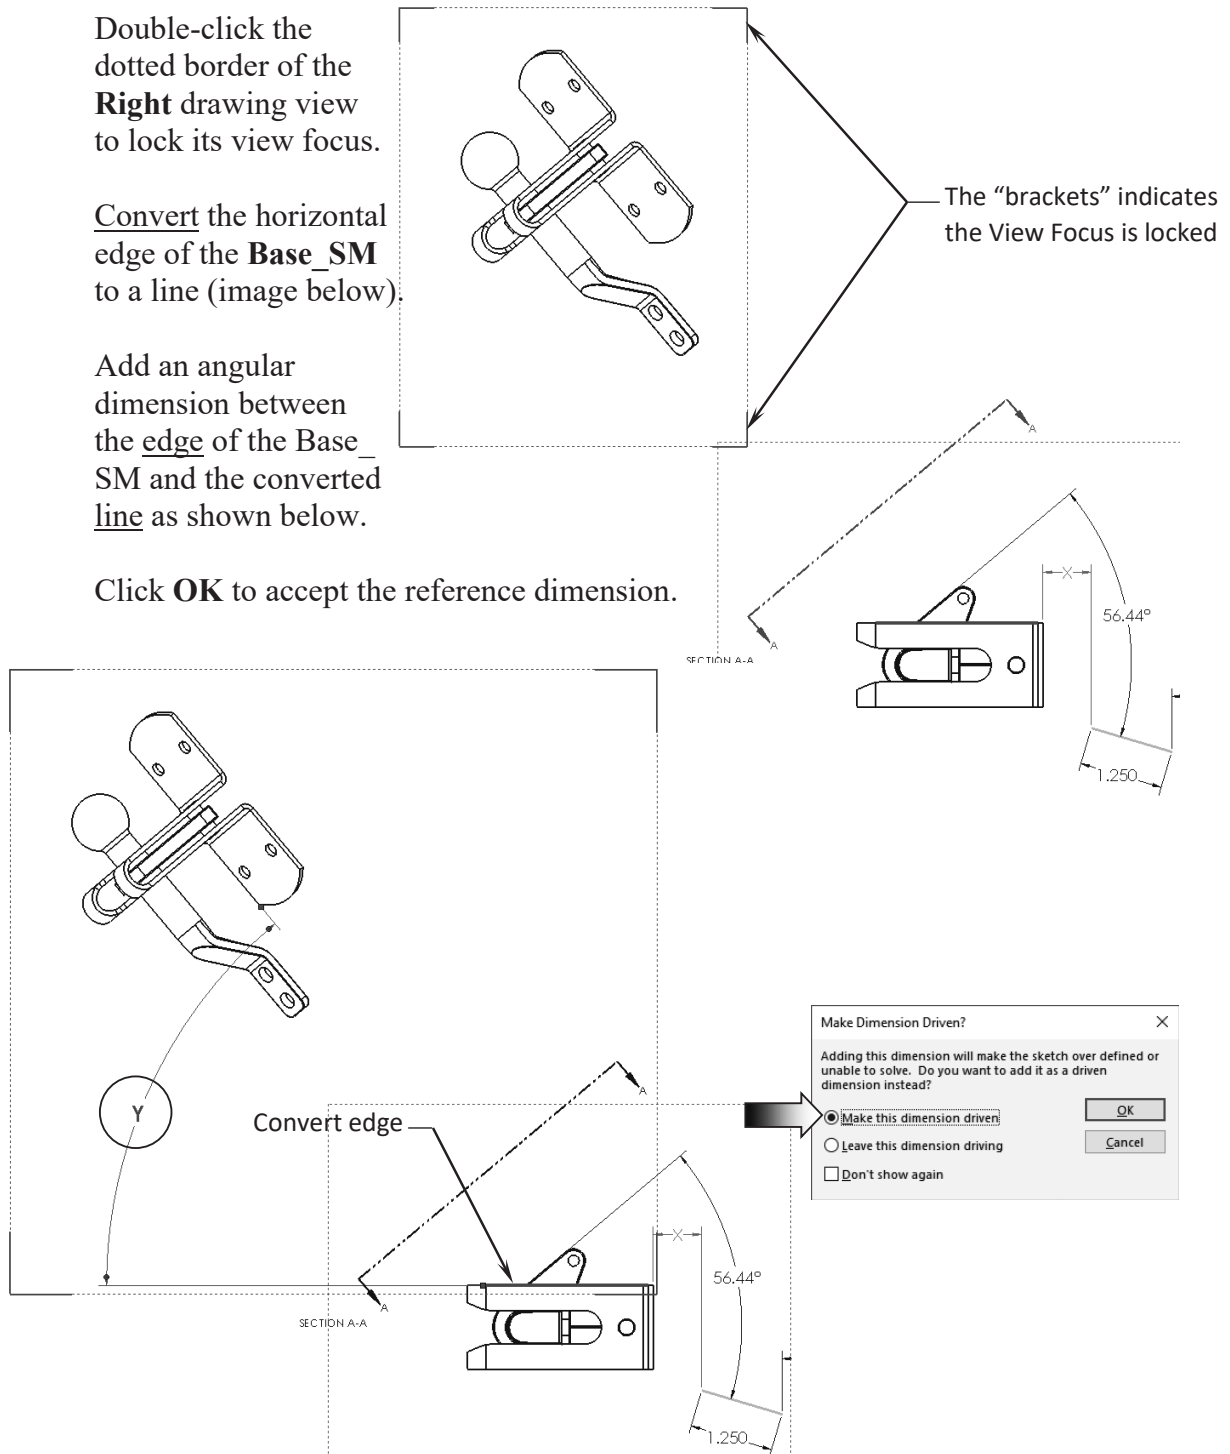 Double-click the
dotted border of the
Right drawing view
to lock its view focus.
Convert the horizontal
edge of the Base_SM
to a line (image below).
Add an angular
dimension between
the edge of the Base_
SM and the converted
line as shown below.
Click OK to accept the reference dimension.
The “brackets” indicates
the View Focus is locked
A
A
SECTION A-A
X
56.44°
1.250
Y
Convert edge
A
A
SECTION A-A
X
56.44°
1.250
Make Dimension Driven?
Adding this dimension will make the sketch over defined or
unable to solve. Do you want to add it as a driven
dimension instead?
Make this dimension driven
Leave this dimension driving
Don't show again
OK
Cancel